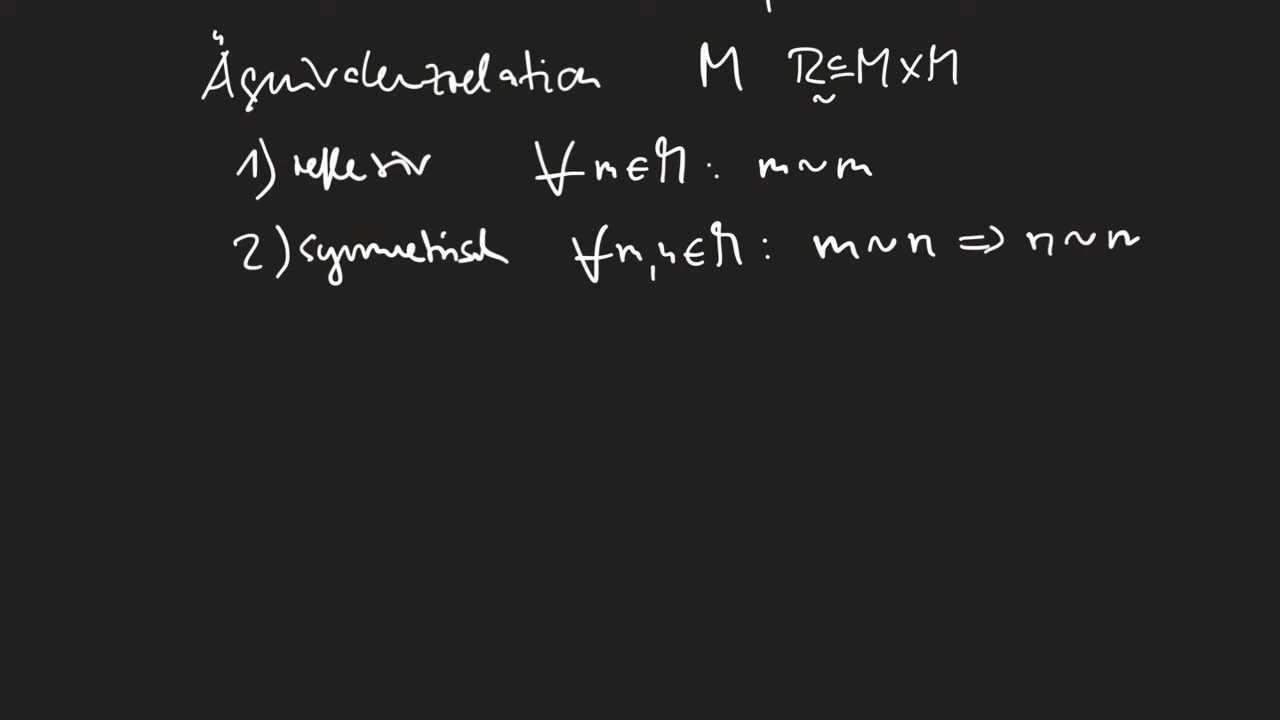 Äquivalenzrelation M R⊆M×M
~
1) reflexiv ∀m∈M: m~m
2) symmetrisch ∀m,n∈M: m~n ⇒ n~m